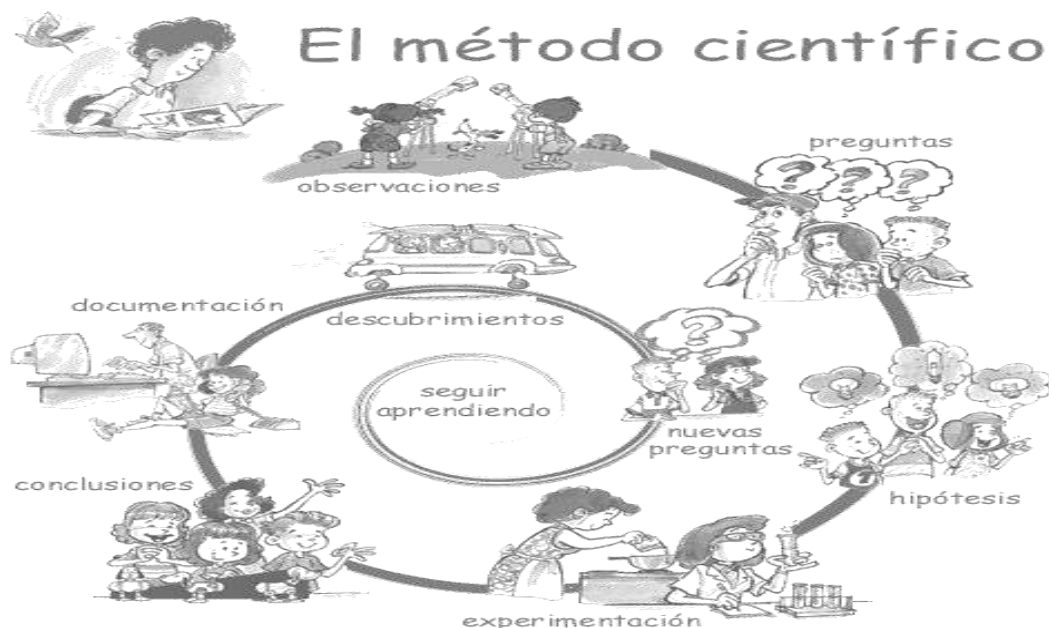 El método científico
observaciones
preguntas
hipótesis
experimentación
conclusiones
documentación
descubrimientos
nuevas
preguntas
seguir
aprendiendo